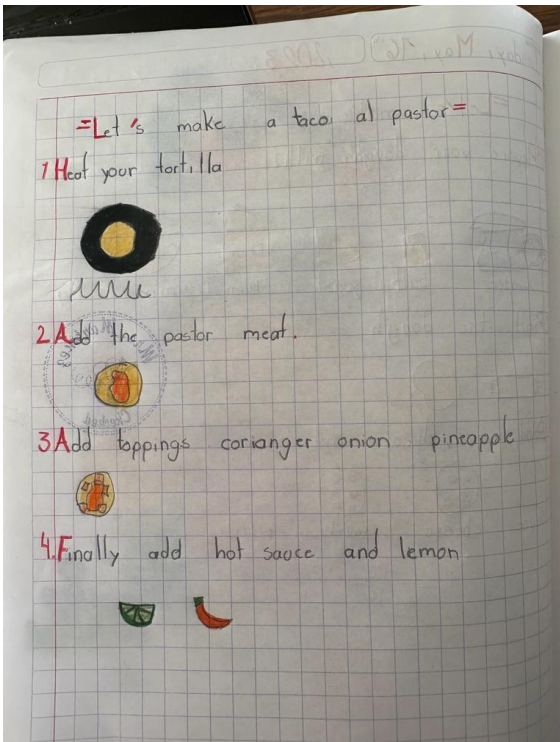 =Let's make a taco al pastor=
1 Heat your tortilla
2 Add the pastor meat.
3 Add toppings corianger onion pineapple
4. Finally add hot sauce and lemon